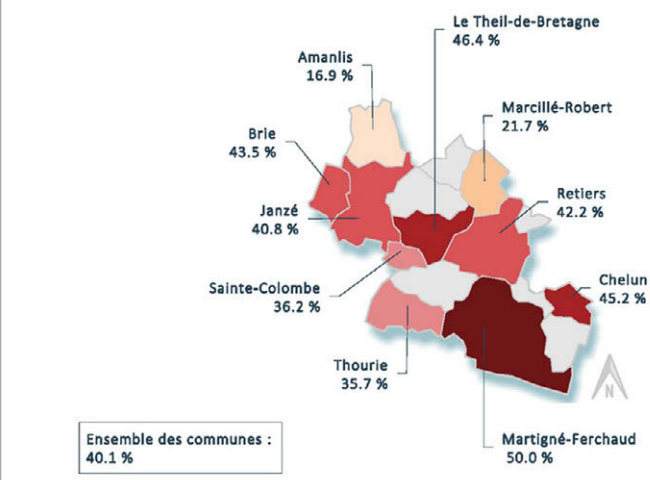 Le Theil-de-Bretagne
46.4 %
Amanlis
16.9 %
Marcillé-Robert
21.7 %
Brie
43.5 %
Retiers
42.2 %
Janzé
40.8 %
Sainte-Colombe
36.2 %
Chelun
45.2 %
Thourie
35.7 %
Ensemble des communes :
40.1 %
Martigné-Ferchaud
50.0 %
N